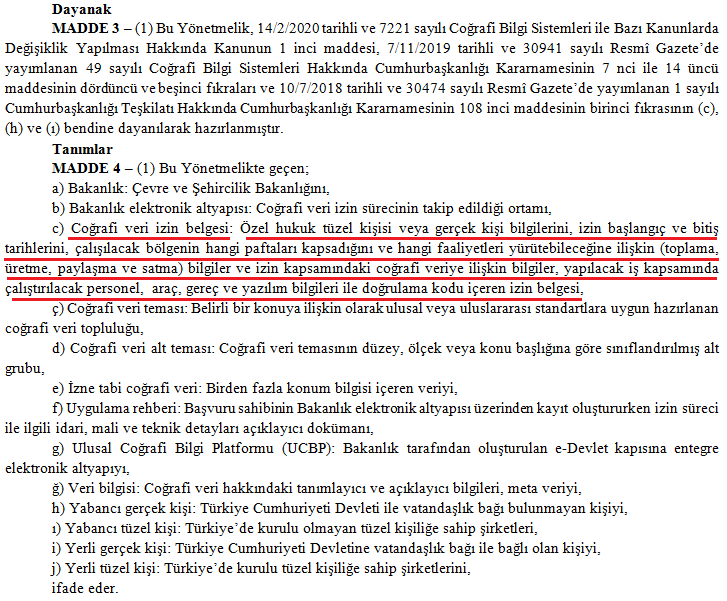 Dayanak
MADDE 3 – (1) Bu Yönetmelik, 14/2/2020 tarihli ve 7221 sayılı Coğrafi Bilgi Sistemleri ile Bazı Kanunlarda
Değişiklik Yapılması Hakkında Kanunun 1 inci maddesi, 7/11/2019 tarihli ve 30941 sayılı Resmî Gazete’de
yayımlanan 49 sayılı Coğrafi Bilgi Sistemleri Hakkında Cumhurbaşkanlığı Kararnamesinin 7 nci ile 14 üncü
maddesinin dördüncü ve beşinci fıkraları ve 10/7/2018 tarihli ve 30474 sayılı Resmî Gazete’de yayımlanan 1 sayılı
Cumhurbaşkanlığı Teşkilatı Hakkında Cumhurbaşkanlığı Kararnamesinin 108 inci maddesinin birinci fıkrasının (c),
(h) ve (ı) bendine dayanılarak hazırlanmıştır.
Tanımlar
MADDE 4 – (1) Bu Yönetmelikte geçen;
a) Bakanlık: Çevre ve Şehircilik Bakanlığını,
b) Bakanlık elektronik altyapısı: Coğrafi veri izin sürecinin takip edildiği ortamı,
c) Coğrafi veri izin belgesi: Özel hukuk tüzel kişisi veya gerçek kişi bilgilerini, izin başlangıç ve bitiş
tarihlerini, çalışılacak bölgenin hangi paftaları kapsadığını ve hangi faaliyetleri yürütebileceğine ilişkin (toplama,
üretme, paylaşma ve satma) bilgiler ve izin kapsamındaki coğrafi veriye ilişkin bilgiler, yapılacak iş kapsamında
çalıştırılacak personel, araç, gereç ve yazılım bilgileri ile doğrulama kodu içeren izin belgesi,
ç) Coğrafi veri teması: Belirli bir konuya ilişkin olarak ulusal veya uluslararası standartlara uygun hazırlanan
coğrafi veri topluluğu,
d) Coğrafi veri alt teması: Coğrafi veri temasının düzey, ölçek veya konu başlığına göre sınıflandırılmış alt
grubu,
e) İzne tabi coğrafi veri: Birden fazla konum bilgisi içeren veriyi,
f) Uygulama rehberi: Başvuru sahibinin Bakanlık elektronik altyapısı üzerinden kayıt oluştururken izin süreci
ile ilgili idari, mali ve teknik detayları açıklayıcı dokümanı,
g) Ulusal Coğrafi Bilgi Platformu (UCBP): Bakanlık tarafından oluşturulan e-Devlet kapısına entegre
elektronik altyapıyı,
ğ) Veri bilgisi: Coğrafi veri hakkındaki tanımlayıcı ve açıklayıcı bilgileri, meta veriyi,
h) Yabancı gerçek kişi: Türkiye Cumhuriyeti Devleti ile vatandaşlık bağı bulunmayan kişiyi,
ı) Yabancı tüzel kişi: Türkiye’de kurulu olmayan tüzel kişiliğe sahip şirketleri,
i) Yerli gerçek kişi: Türkiye Cumhuriyeti Devletine vatandaşlık bağı ile bağlı olan kişiyi,
j) Yerli tüzel kişi: Türkiye’de kurulu tüzel kişiliğe sahip şirketlerini,
ifade eder.